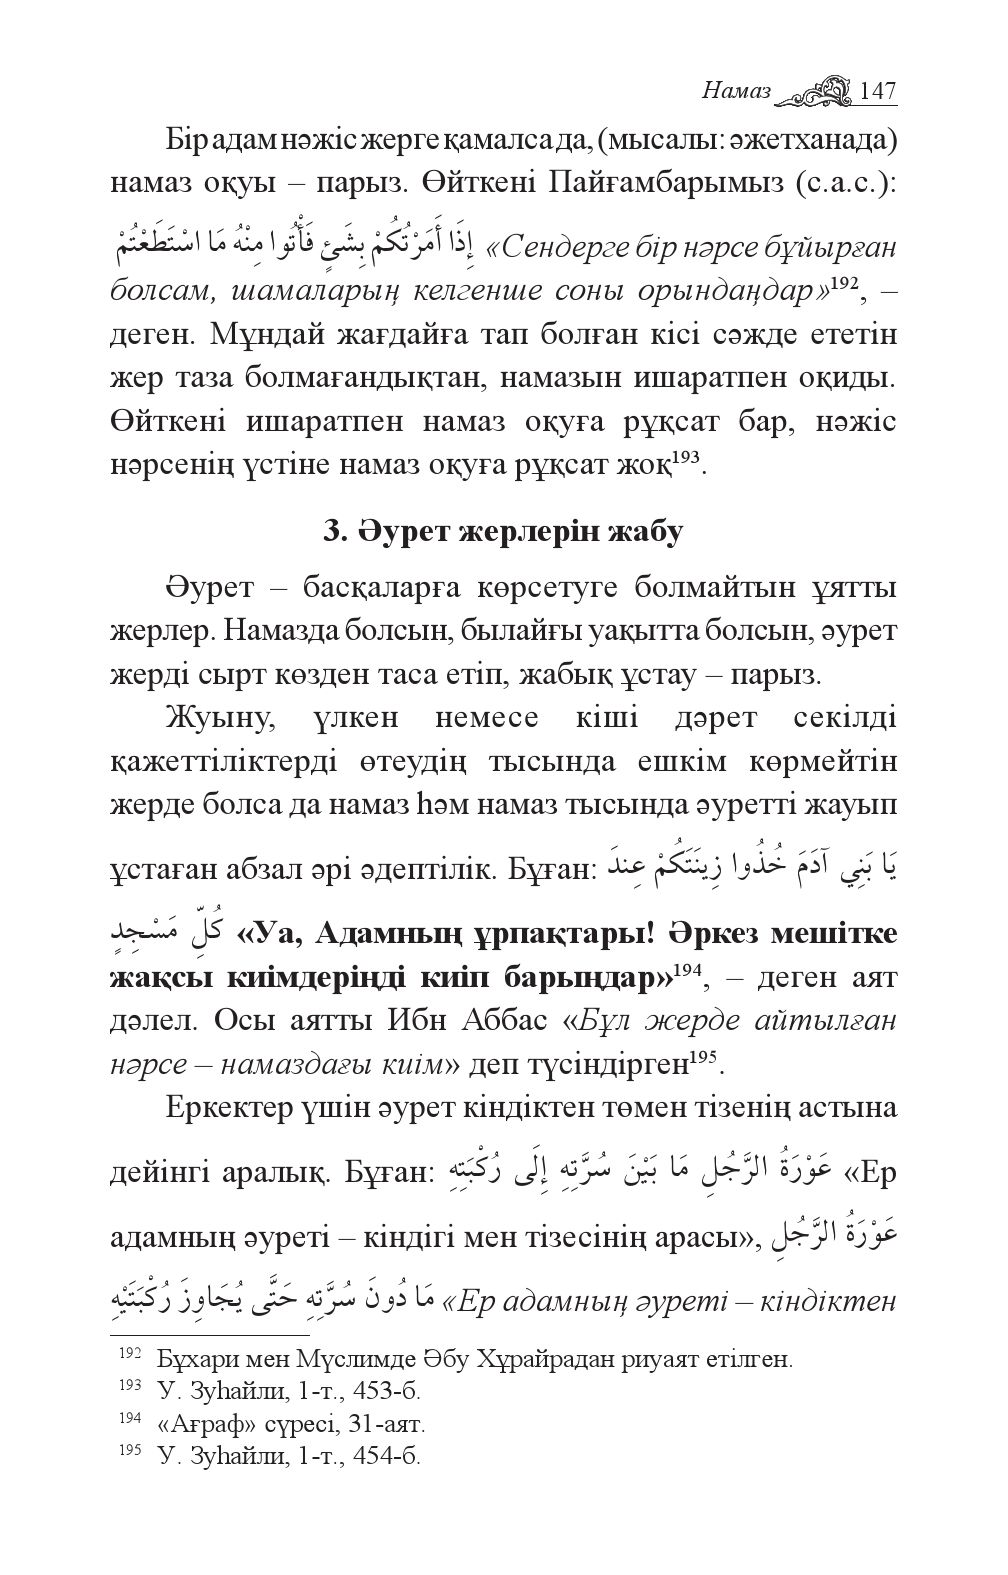 Намаз 147
Бір адам нәжіс жерге қамалса да, (мысалы: әжетханада)
намаз оқуы – парыз. Өйткені Пайғамбарымыз (с.а.с.):
إِذَا أَمَرْتُكُمْ بِشَئٍ فَأْتُوا مِنْهُ مَا اسْتَطَعْتُمْ «Сендерге бір нәрсе бұйырған
болсам, шамаларың келгенше соны орындаңдар»¹⁹², –
деген. Мұндай жағдайға тап болған кісі сәжде ететін
жер таза болмағандықтан, намазын ишаратпен оқиды.
Өйткені ишаратпен намаз оқуға рұқсат бар, нәжіс
нәрсенің үстіне намаз оқуға рұқсат жоқ¹⁹³.
3. Әурет жерлерін жабу
Әурет – басқаларға көрсетуге болмайтын ұятты
жерлер. Намазда болсын, былайғы уақытта болсын, әурет
жерді сырт көзден таса етіп, жабық ұстау – парыз.
Жуыну, үлкен немесе кіші дәрет секілді
қажеттіліктерді өтеудің тысында ешкім көрмейтін
жерде болса да намаз һәм намаз тысында әуретті жауып
ұстаған абзал әрі әдептілік. Бұған: يَا بَنِي آدَمَ خُذُوا زِينَتَكُمْ عِندَ
كُلِّ مَسْجِدٍ «Уа, Адамның ұрпақтары! Әркез мешітке
жақсы киімдеріңді киіп барыңдар»¹⁹⁴, – деген аят
дәлел. Осы аятты Ибн Аббас «Бұл жерде айтылған
нәрсе – намаздағы киім» деп түсіндірген¹⁹⁵.
Еркектер үшін әурет кіндіктен төмен тізенің астына
дейінгі аралық. Бұған: عَوْرَةُ الرَّجُلِ مَا بَيْنَ سُرَّتِهِ إِلَى رُكْبَتِهِ «Ер
адамның әуреті – кіндігі мен тізесінің арасы», عَوْرَةُ الرَّجُلِ
مَا دُونَ سُرَّتِهِ حَتَّى يُجَاوِزَ رُكْبَتَيْهِ «Ер адамның әуреті – кіндіктен
¹⁹² Бұхари мен Мүслимде Әбу Хұрайрадан риуаят етілген.
¹⁹³ У. Зуһайли, 1-т., 453-б.
¹⁹⁴ «Ағраф» сүресі, 31-аят.
¹⁹⁵ У. Зуһайли, 1-т., 454-б.